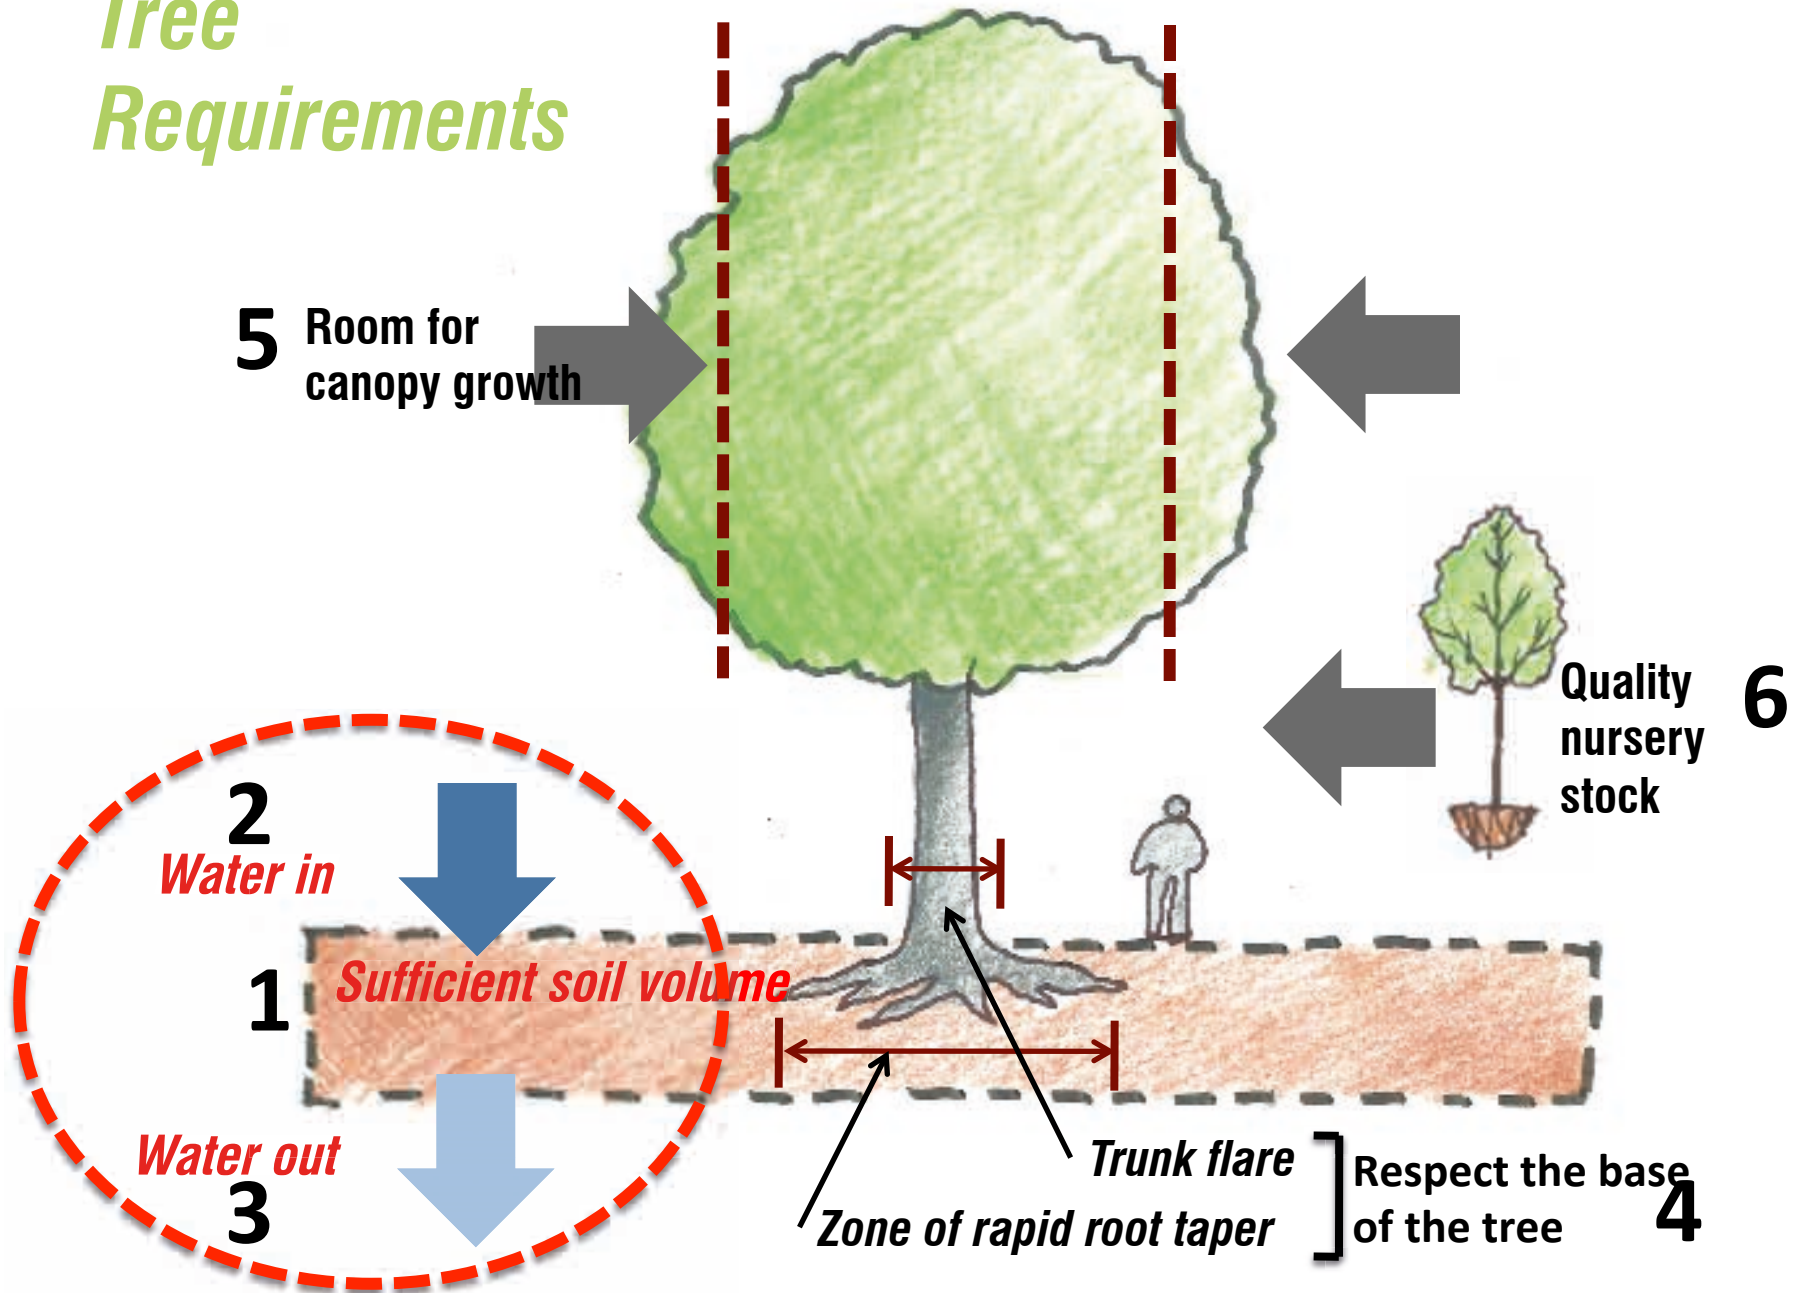 Tree
Requirements
5
Room for
canopy growth
Quality
nursery
stock
6
2
Water in
1
Sufficient soil volume
Water out
3
Trunk flare
Zone of rapid root taper
Respect the base
of the tree
4